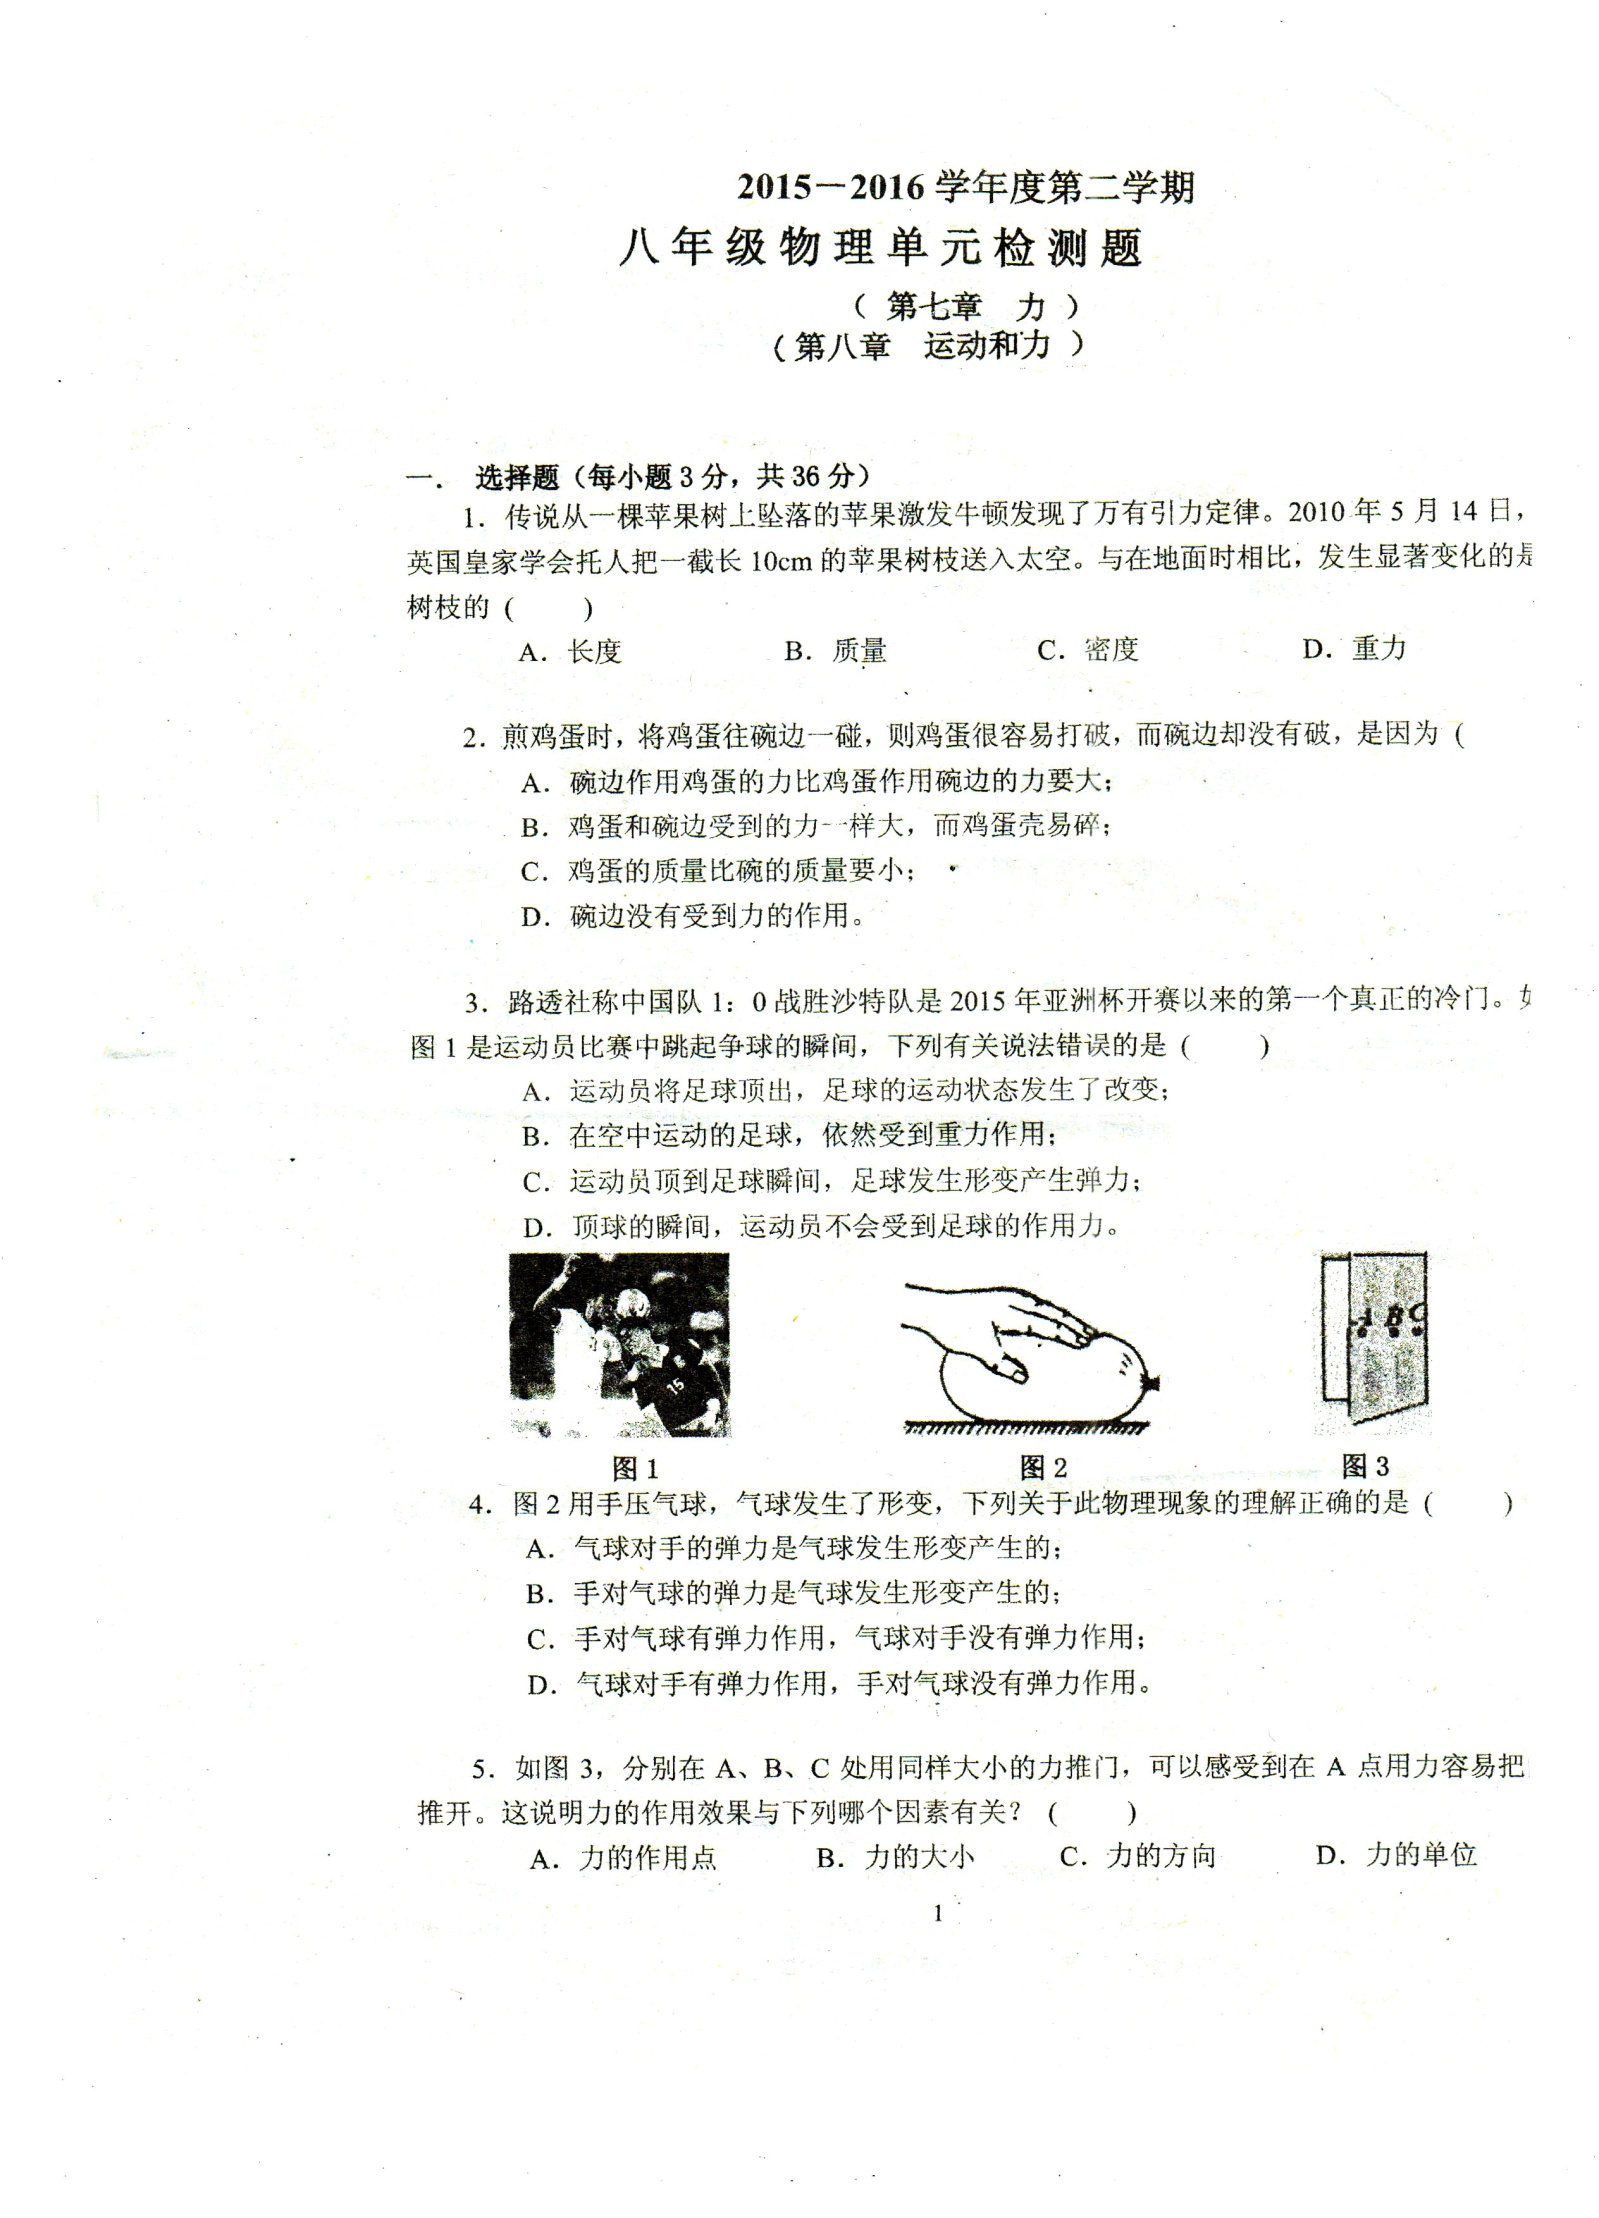 2015－2016 学年度第二学期
八年级物理单元检测题
（ 第七章　力 ）
（ 第八章　运动和力 ）
一． 选择题（每小题 3 分，共 36 分）
1．传说从一棵苹果树上坠落的苹果激发牛顿发现了万有引力定律。2010 年 5 月 14 日，
英国皇家学会托人把一截长 10cm 的苹果树枝送入太空。与在地面时相比，发生显著变化的是
树枝的（　　）
A．长度　B．质量　C．密度　D．重力
2．煎鸡蛋时，将鸡蛋往碗边一碰，则鸡蛋很容易打破，而碗边却没有破，是因为（
A．碗边作用鸡蛋的力比鸡蛋作用碗边的力要大；
B．鸡蛋和碗边受到的力一样大，而鸡蛋壳易碎；
C．鸡蛋的质量比碗的质量要小；
D．碗边没有受到力的作用。
3．路透社称中国队 1：0 战胜沙特队是 2015 年亚洲杯开赛以来的第一个真正的冷门。如
图 1 是运动员比赛中跳起争球的瞬间，下列有关说法错误的是（　　）
A．运动员将足球顶出，足球的运动状态发生了改变；
B．在空中运动的足球，依然受到重力作用；
C．运动员顶到足球瞬间，足球发生形变产生弹力；
D．顶球的瞬间，运动员不会受到足球的作用力。
15
A B C
图 1　图 2　图 3
4．图 2 用手压气球，气球发生了形变，下列关于此物理现象的理解正确的是（　　）
A．气球对手的弹力是气球发生形变产生的；
B．手对气球的弹力是气球发生形变产生的；
C．手对气球有弹力作用，气球对手没有弹力作用；
D．气球对手有弹力作用，手对气球没有弹力作用。
5．如图 3，分别在 A、B、C 处用同样大小的力推门，可以感受到在 A 点用力容易把
推开。这说明力的作用效果与下列哪个因素有关？（　　）
A．力的作用点　B．力的大小　C．力的方向　D．力的单位
1